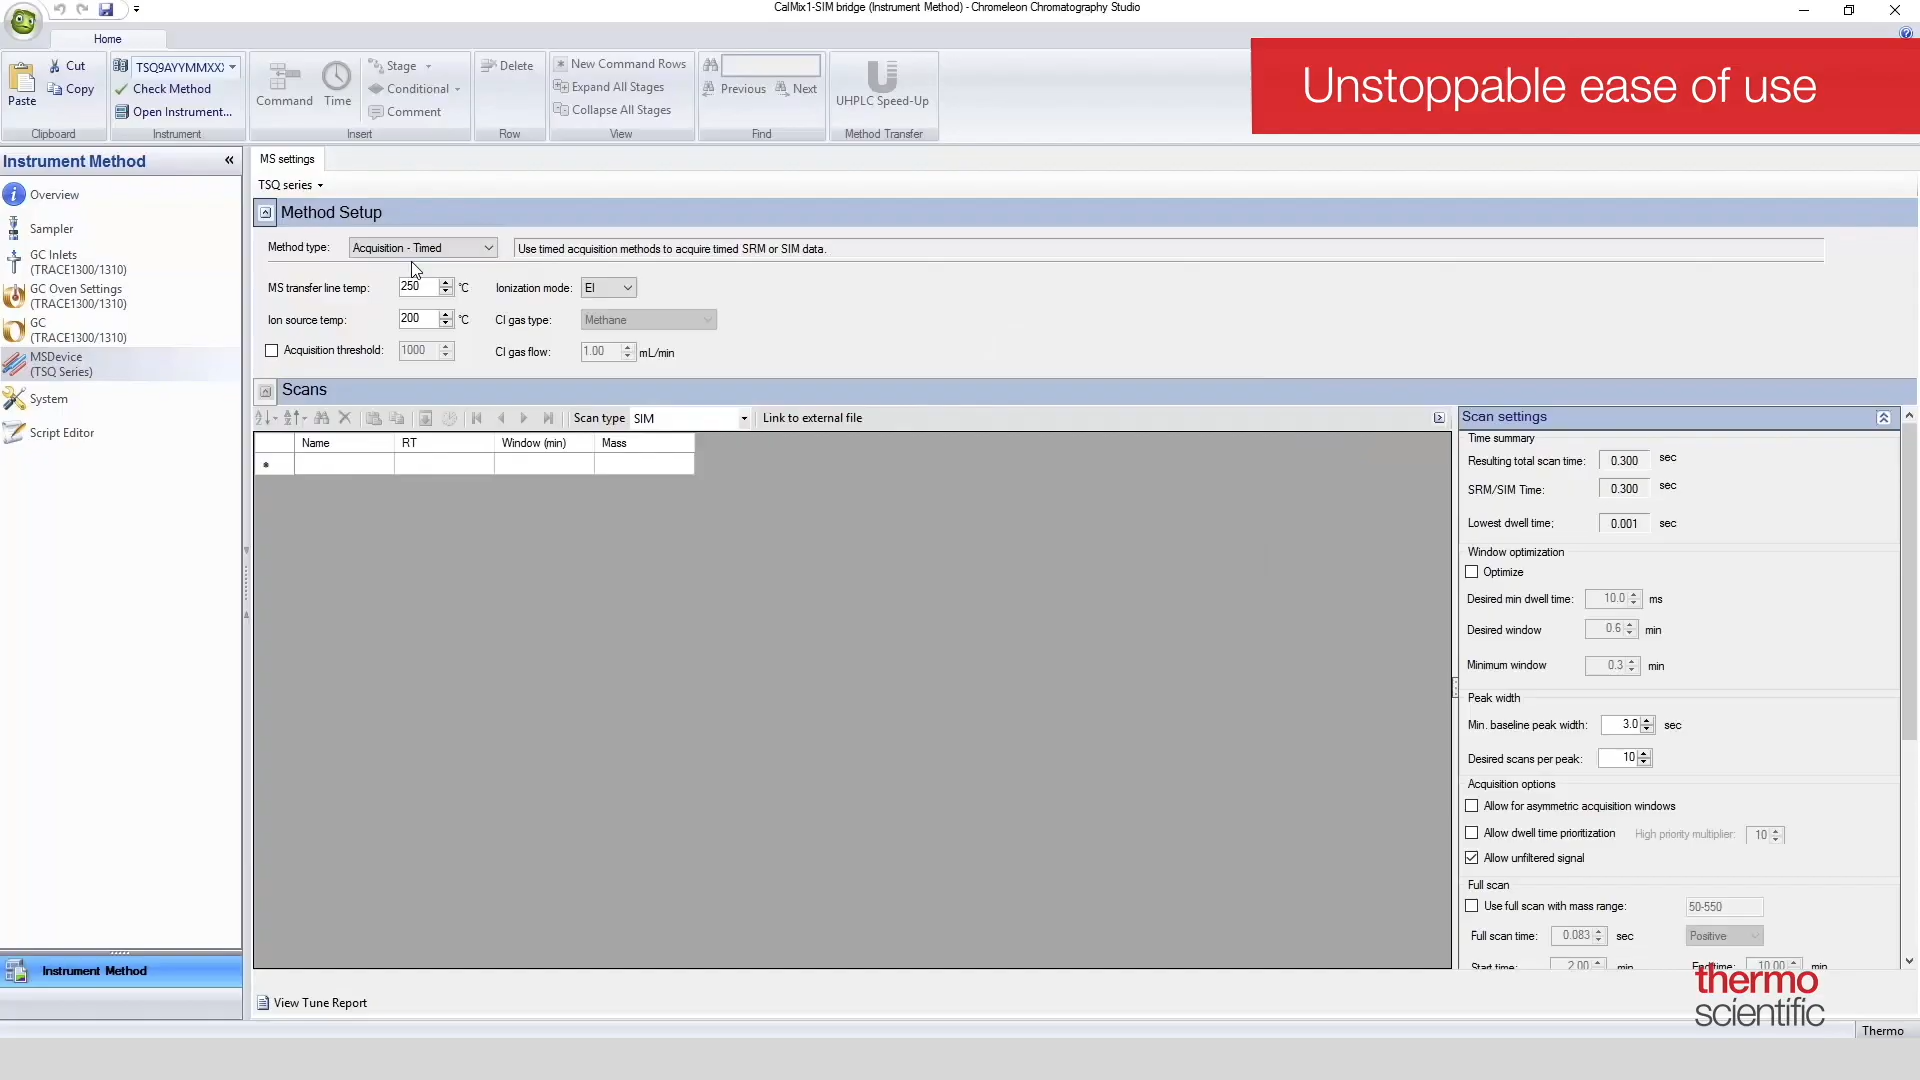 CalMix1-SIM bridge (Instrument Method) - Chromeleon Chromatography Studio
Home
Unstoppable ease of use
Paste
Cut
Copy
Clipboard
TSQ9AYYMMXX
Check Method
Open Instrument...
Instrument
Command
Time
Stage
Conditional
Comment
Insert
Delete
Row
New Command Rows
Expand All Stages
Collapse All Stages
View
Previous
Next
Find
UHPLC Speed-Up
Method Transfer
Instrument Method
«
Overview
Sampler
GC Inlets
(TRACE1300/1310)
GC Oven Settings
(TRACE1300/1310)
GC
(TRACE1300/1310)
MSDevice
(TSQ Series)
System
Script Editor
Instrument Method
MS settings
TSQ series
Method Setup
Method type: Acquisition - Timed Use timed acquisition methods to acquire timed SRM or SIM data.
MS transfer line temp: 250 °C Ionization mode: EI
Ion source temp: 200 °C CI gas type: Methane
Acquisition threshold: 1000 CI gas flow: 1.00 mL/min
Scans
Scan type SIM Link to external file
Name RT Window (min) Mass
Scan settings
Time summary
Resulting total scan time: 0.300 sec
SRM/SIM Time: 0.300 sec
Lowest dwell time; 0.001 sec
Window optimization
Optimize
Desired min dwell time: 10.0 ms
Desired window 0.6 min
Minimum window 0.3 min
Peak width
Min. baseline peak width: 3.0 sec
Desired scans per peak: 10
Acquisition options
Allow for asymmetric acquisition windows
Allow dwell time prioritization High priority multiplier: 10
Allow unfiltered signal
Full scan
Use full scan with mass range: 50-550
Full scan time: 0.083 sec Positive
Start time: 2.00 min End time: 10.00 min
View Tune Report
thermo
scientific
Thermo